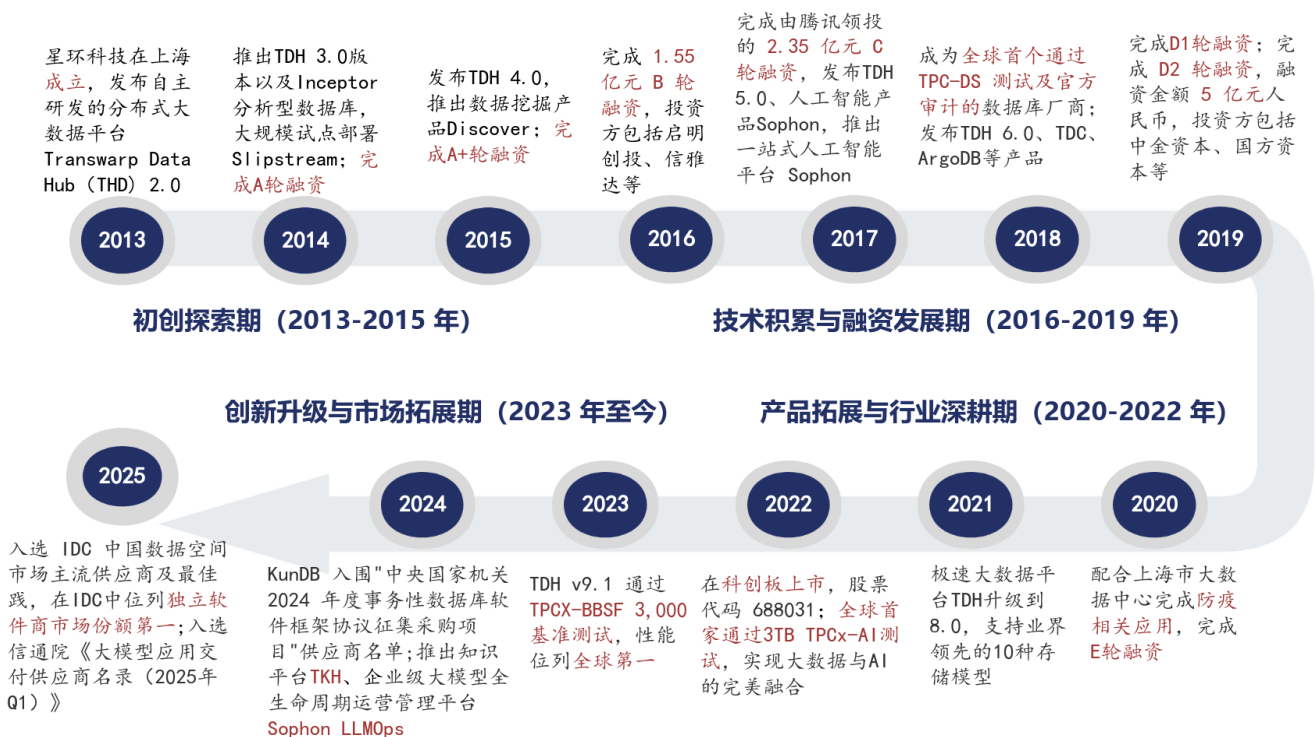 星环科技在上海
成立，发布自主
研发的分布式大
数据平台
Transwarp Data
Hub（THD）2.0
推出TDH 3.0版
本以及Inceptor
分析型数据库，
大规模试点部署
Slipstream；完
成A轮融资
发布TDH 4.0，
推出数据挖掘产
品Discover；完
成A+轮融资
完成 1.55
亿元 B 轮
融资，投资
方包括启明
创投、信雅
达等
完成由腾讯领投
的 2.35 亿元 C
轮融资，发布TDH
5.0、人工智能产
品Sophon，推出
一站式人工智能
平台 Sophon
成为全球首个通过
TPC-DS 测试及官方
审计的数据库厂商；
发布TDH 6.0、TDC、
ArgoDB等产品
完成D1轮融资；完
成 D2 轮融资，融
资金额 5 亿元人
民币，投资方包括
中金资本、国方资
本等
2013
2014
2015
2016
2017
2018
2019
初创探索期（2013-2015 年）
技术积累与融资发展期（2016-2019 年）
创新升级与市场拓展期（2023 年至今）
产品拓展与行业深耕期（2020-2022 年）
2025
2024
2023
2022
2021
2020
入选 IDC 中国数据空间
市场主流供应商及最佳
践，在IDC中位列独立软
件商市场份额第一;入选
信通院《大模型应用交
付供应商名录（2025年
Q1）》
KunDB 入围"中央国家机关
2024 年度事务性数据库软
件框架协议征集采购项
目"供应商名单;推出知识
平台TKH、企业级大模型全
生命周期运营管理平台
Sophon LLMOps
TDH v9.1 通过
TPCX-BBSF 3,000
基准测试，性能
位列全球第一
在科创板上市，股票
代码 688031；全球首
家通过3TB TPCx-AI测
试，实现大数据与AI
的完美融合
极速大数据平
台TDH升级到
8.0，支持业界
领先的10种存
储模型
配合上海市大数
据中心完成防疫
相关应用，完成
E轮融资